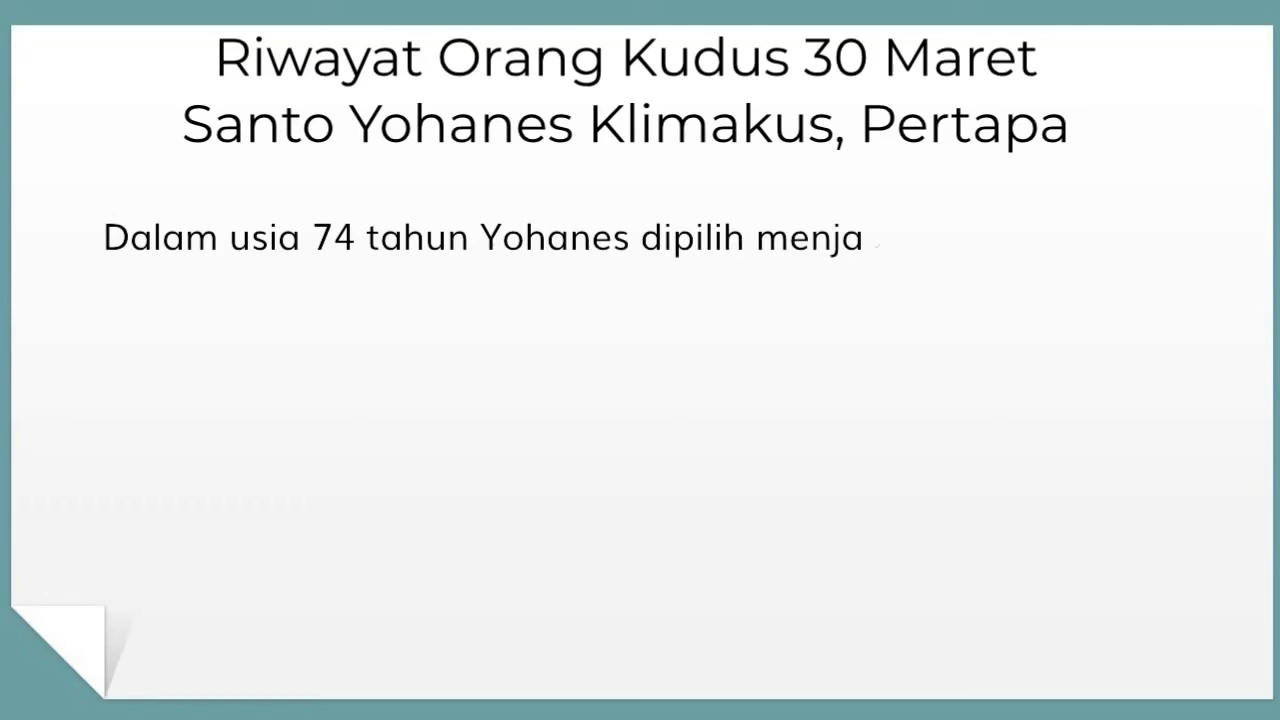 Riwayat Orang Kudus 30 Maret
Santo Yohanes Klimakus, Pertapa
Dalam usia 74 tahun Yohanes dipilih menja